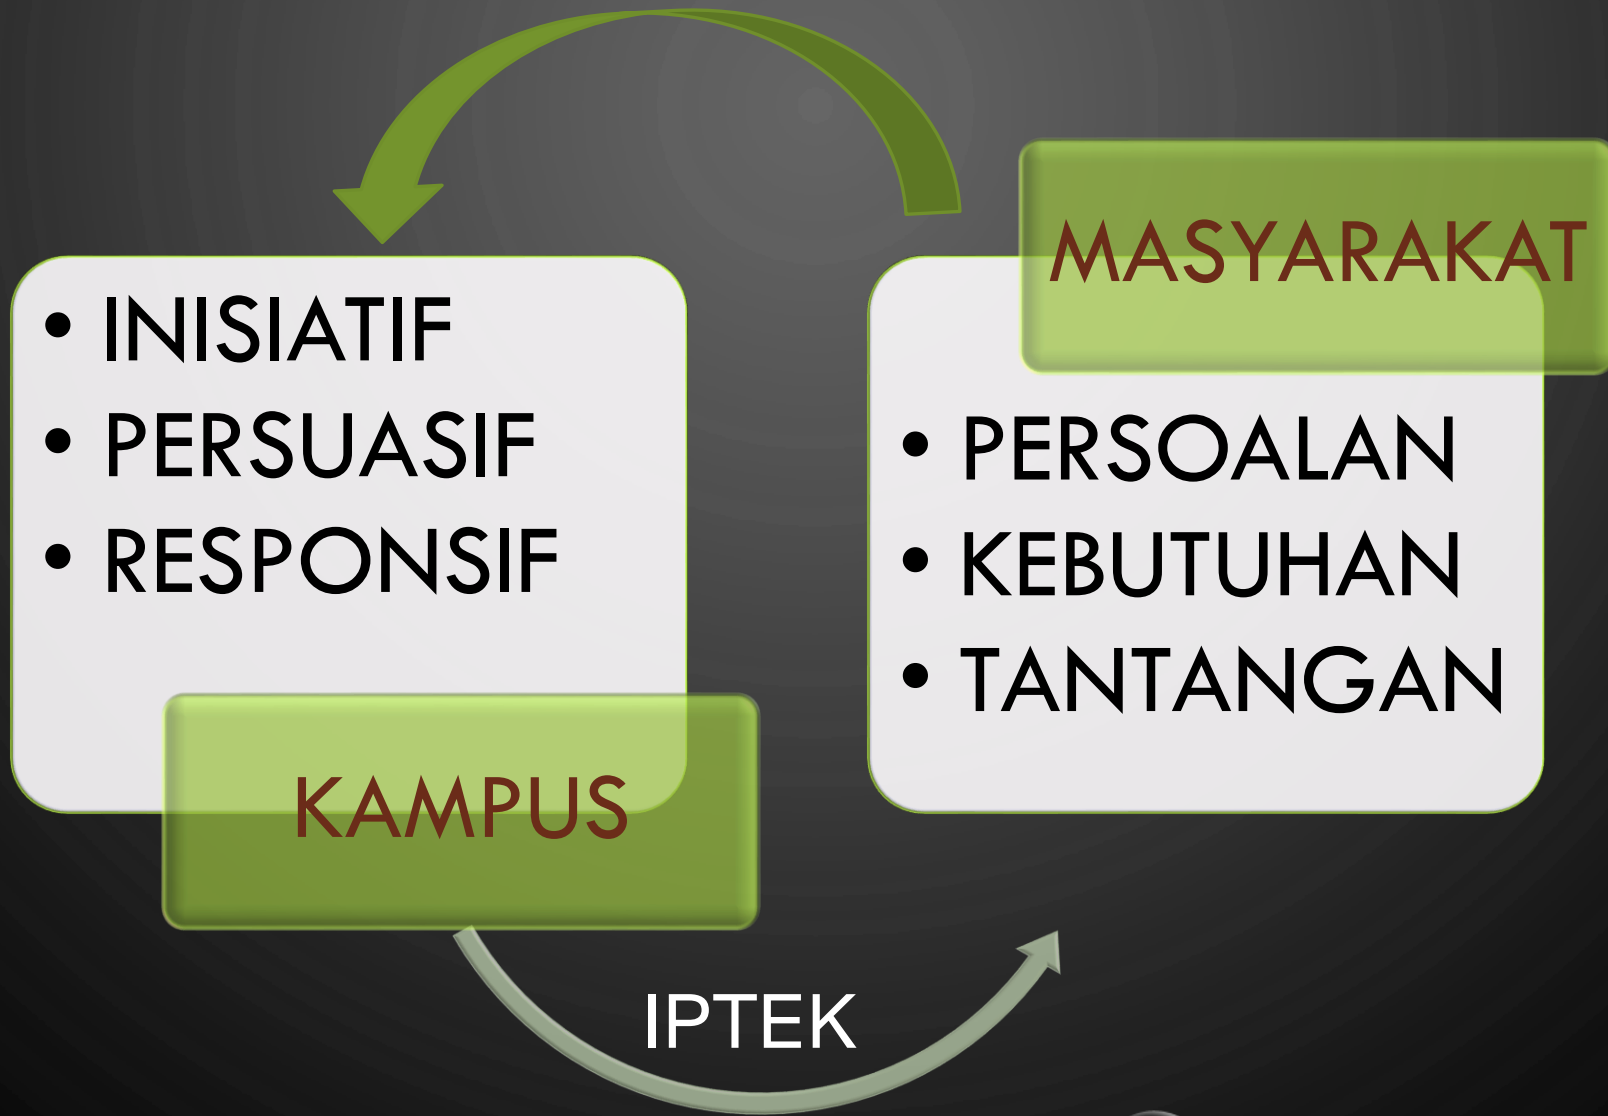 • INISIATIF
• PERSUASIF
• RESPONSIF
KAMPUS
MASYARAKAT
• PERSOALAN
• KEBUTUHAN
• TANTANGAN
IPTEK